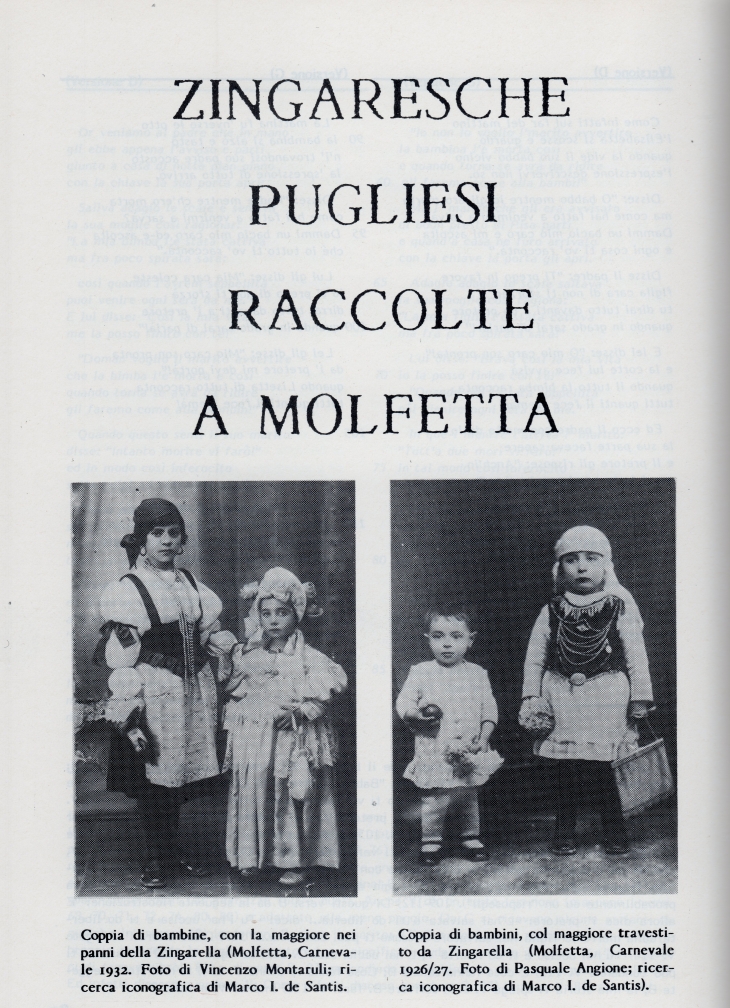 ZINGARESCHE
PUGLIESI
RACCOLTE
A MOLFETTA
Coppia di bambine, con la maggiore nei
panni della Zingarella (Molfetta, Carneva-
le 1932. Foto di Vincenzo Montaruli; ri-
cerca iconografica di Marco I. de Santis.
Coppia di bambini, col maggiore travesti-
to da Zingarella (Molfetta, Carnevale
1926/27. Foto di Pasquale Angione; ricer-
ca iconografica di Marco I. de Santis).